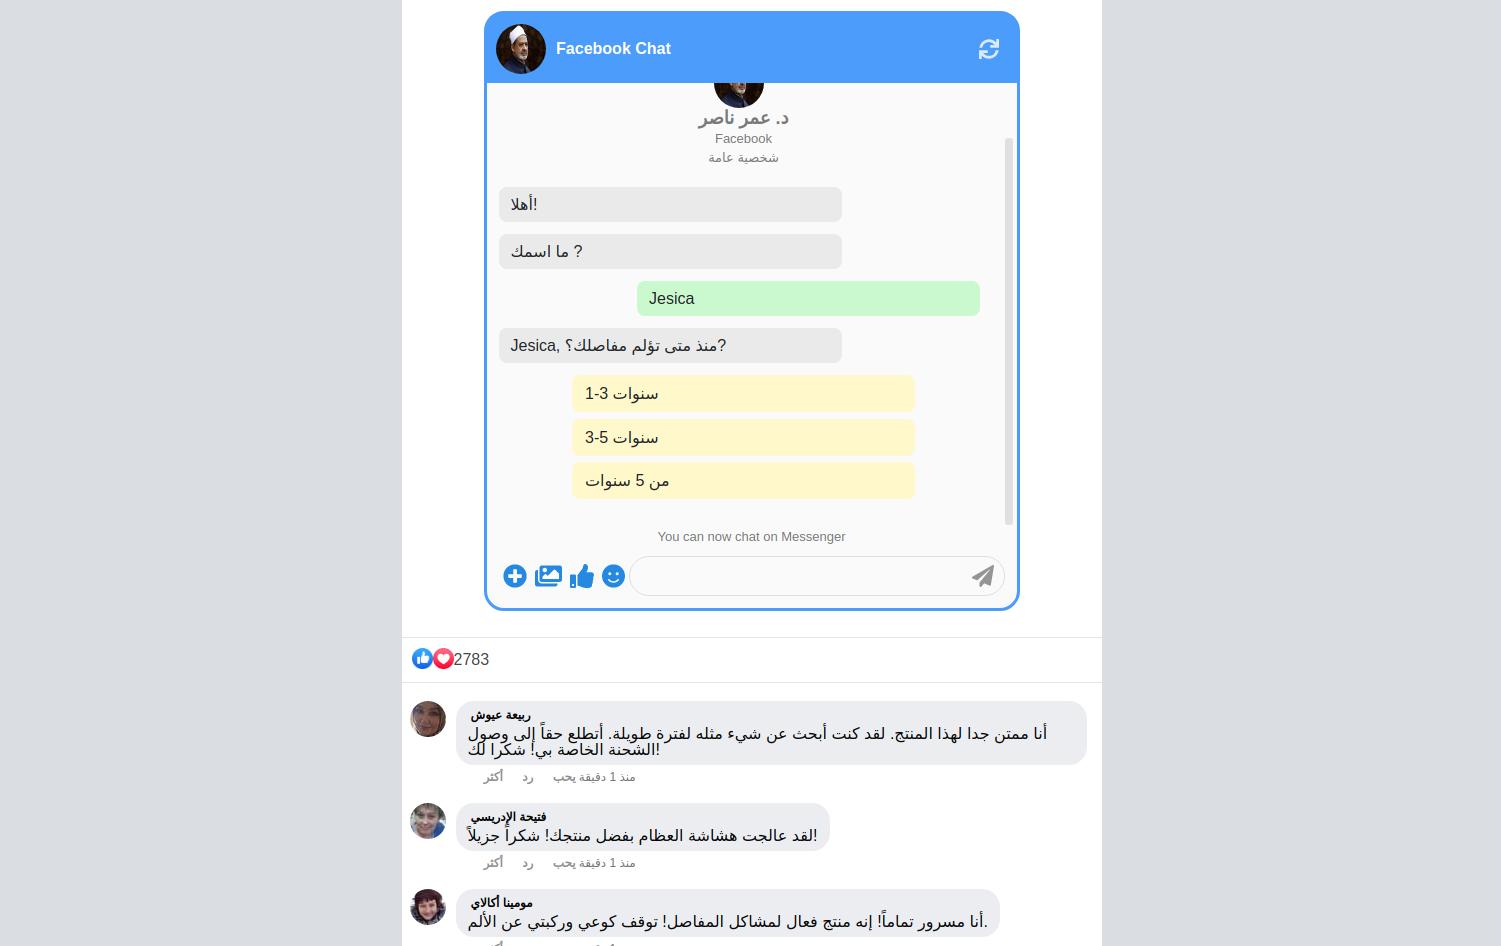 Facebook Chat
د. عمر ناصر
Facebook
شخصية عامة
أهلا!
ما اسمك ?
Jesica
Jesica, منذ متى تؤلم مفاصلك؟?
1-3 سنوات
3-5 سنوات
من 5 سنوات
You can now chat on Messenger
2783
ربيعة عيوش
أنا ممتن جدا لهذا المنتج. لقد كنت أبحث عن شيء مثله لفترة طويلة. أتطلع حقاً إلى وصول
الشحنة الخاصة بي! شكرا لك!
منذ 1 دقيقة يحب رد أكثر
فتيحة الإدريسي
لقد عالجت هشاشة العظام بفضل منتجك! شكراً جزيلاً!
منذ 1 دقيقة يحب رد أكثر
مومينا أكالاي
أنا مسرور تماماً! إنه منتج فعال لمشاكل المفاصل! توقف كوعي وركبتي عن الألم.